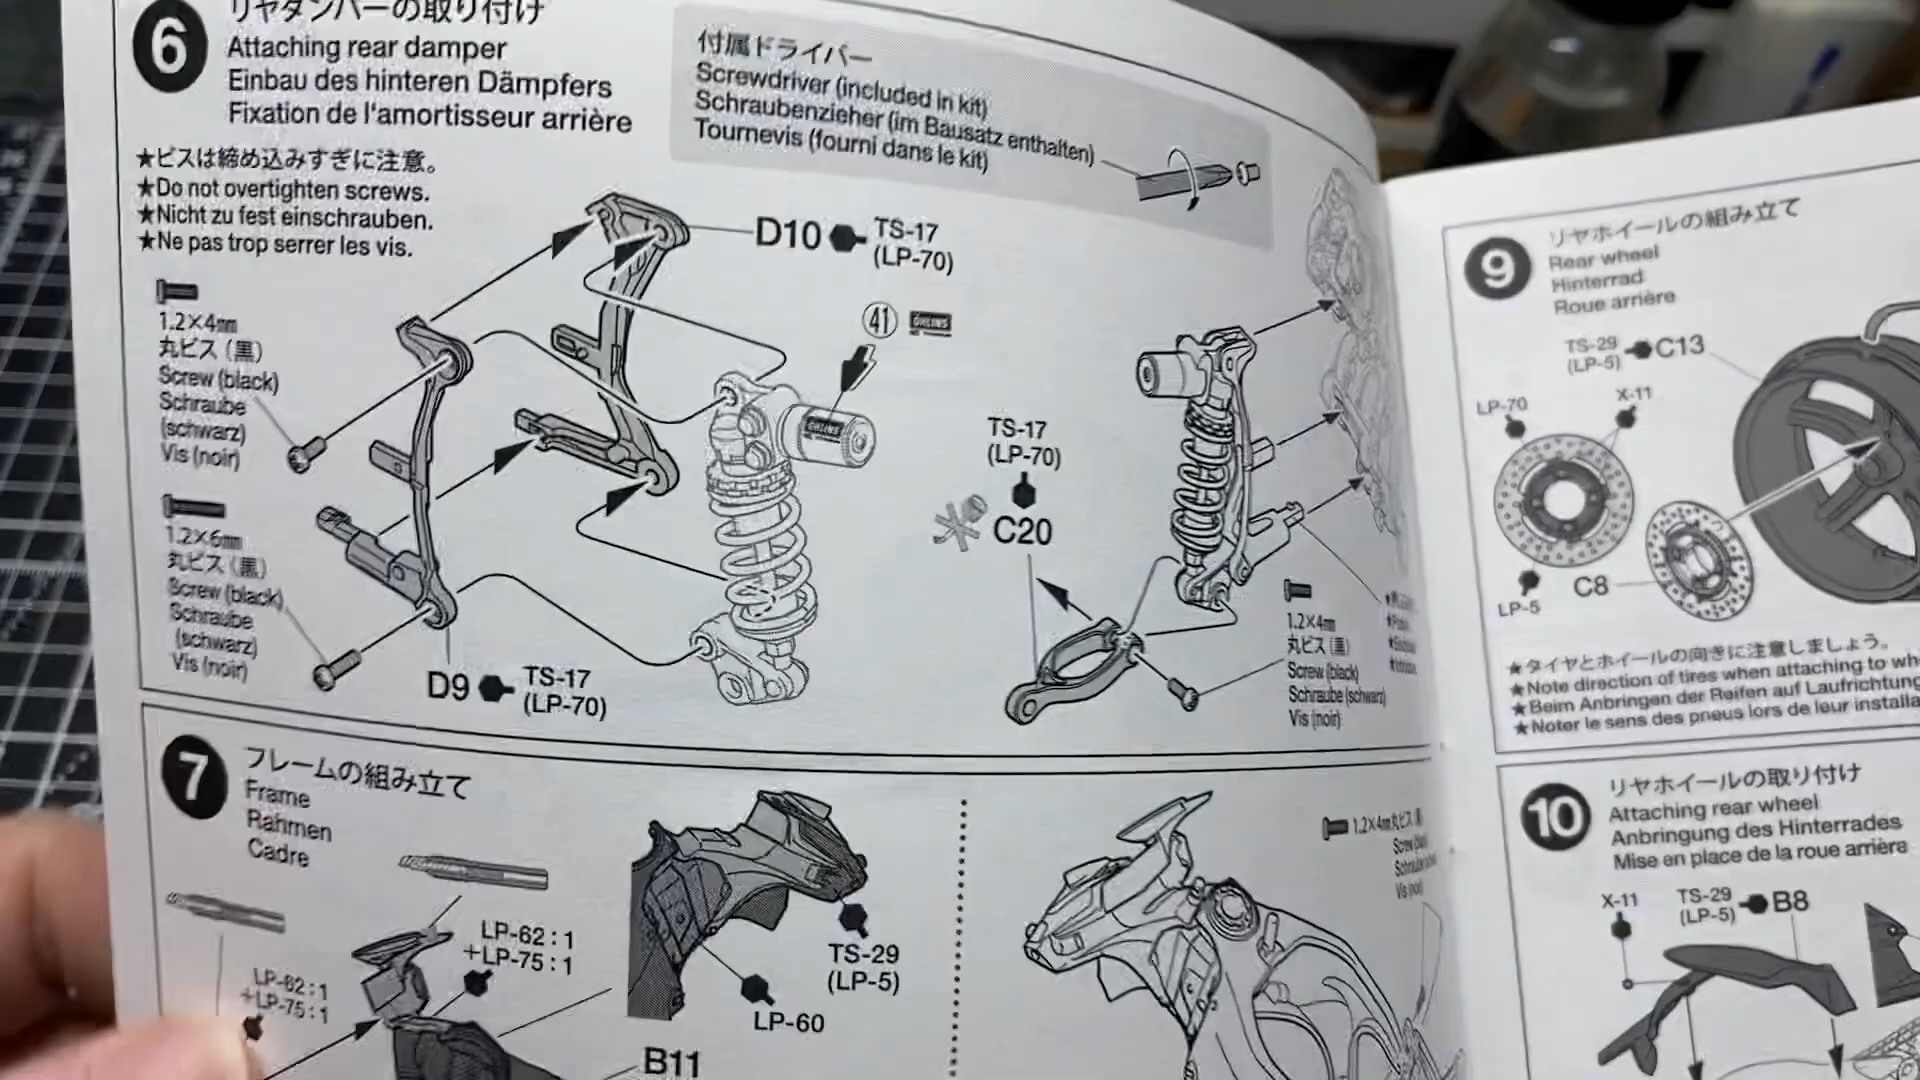 6
リヤダンパーの取り付け
Attaching rear damper
Einbau des hinteren Dämpfers
Fixation de l'amortisseur arrière
★ビスは締め込みすぎに注意。
★Do not overtighten screws.
★Nicht zu fest einschrauben.
★Ne pas trop serrer les vis.
付属ドライバー
Screwdriver (included in kit)
Schraubenzieher (im Bausatz enthalten)
Tournevis (fourni dans le kit)
D10
TS-17
(LP-70)
41
ÖHLINS
ÖHLINS
1.2×4mm
丸ビス(黒)
Screw (black)
Schraube
(schwarz)
Vis (noir)
1.2×6mm
丸ビス(黒)
Screw (black)
Schraube
(schwarz)
Vis (noir)
D9
TS-17
(LP-70)
TS-17
(LP-70)
C20
1.2×4mm
丸ビス(黒)
Screw (black)
Schraube (schwarz)
Vis (noir)
7
フレームの組み立て
Frame
Rahmen
Cadre
LP-62:1
+LP-75:1
LP-62:1
+LP-75:1
TS-29
(LP-5)
LP-60
B11
1.2×4mm丸ビス
Vis (noir)
9
リヤホイールの組み立て
Rear wheel
Hinterrad
Roue arrière
TS-29
(LP-5)
C13
LP-70
X-11
LP-5
C8
★タイヤとホイールの向きに注意しましょう。
★Note direction of tires when attaching to
★Beim Anbringen der Reifen auf Laufrichtung
★Noter le sens des pneus lors de leur
10
リヤホイールの取り付け
Attaching rear wheel
Anbringung des Hinterrades
Mise en place de la roue arrière
X-11
TS-29
(LP-5)
B8